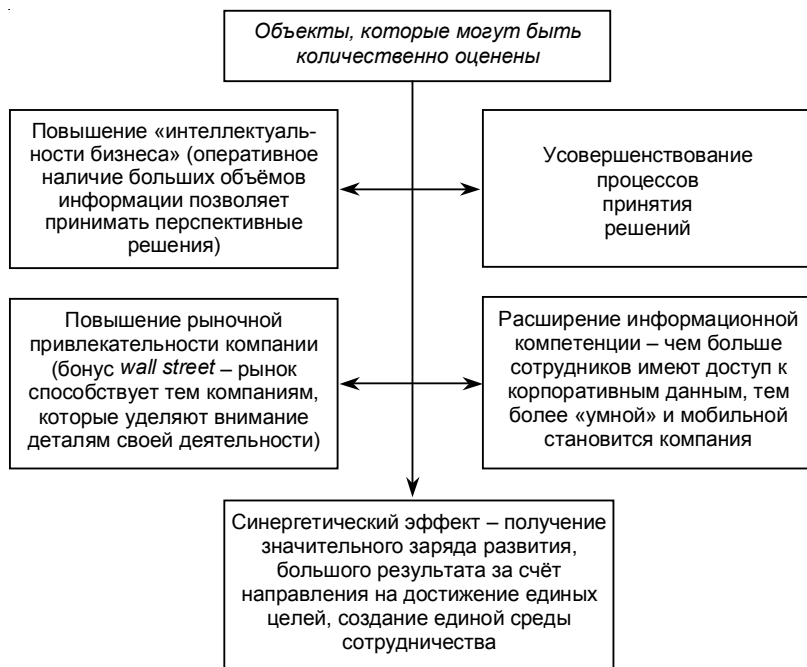 Объекты, которые могут быть
количественно оценены
Повышение «интеллектуаль-
ности бизнеса» (оперативное
наличие больших объёмов
информации позволяет
принимать перспективные
решения)
Усовершенствование
процессов
принятия
решений
Повышение рыночной
привлекательности компании
(бонус wall street – рынок
способствует тем компаниям,
которые уделяют внимание
деталям своей деятельности)
Расширение информационной
компетенции – чем больше
сотрудников имеют доступ к
корпоративным данным, тем
более «умной» и мобильной
становится компания
Синергетический эффект – получение
значительного заряда развития,
большого результата за счёт
направления на достижение единых
целей, создание единой среды
сотрудничества